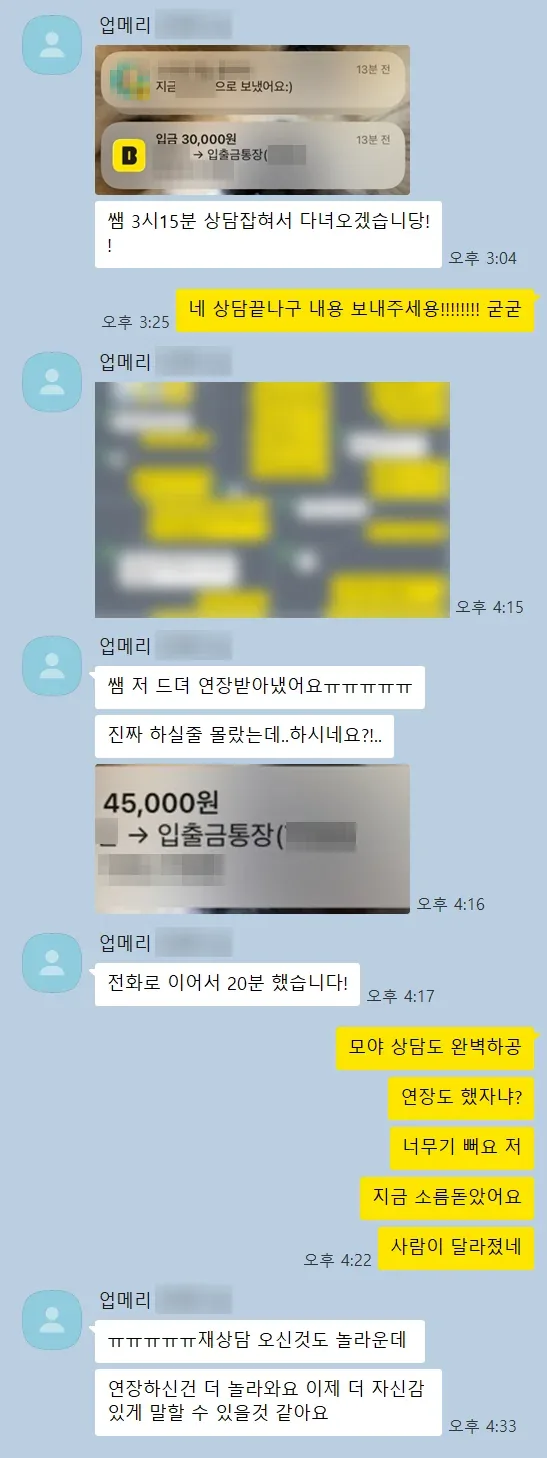 업메리
13분 전
지금
으로 보냈어요:)
입금 30,000원
13분 전
B
→ 입출금통장(
쌤 3시15분 상담잡혀서 다녀오겠습니당!
!
오후 3:04
네 상담끝나구 내용 보내주세용!!!!!!!! 굳굳
오후 3:25
업메리
오후 4:15
업메리
쌤 저 드뎌 연장받아냈어요ㅠㅠㅠㅠㅠ
진짜 하실줄 몰랐는데..하시네요?!..
45,000원
→ 입출금통장(
오후 4:16
업메리
전화로 이어서 20분 했습니다!
오후 4:17
모야 상담도 완벽하공
연장도 했자냐?
너무기 뻐요 저
지금 소름돋았어요
사람이 달라졌네
오후 4:22
업메리
ㅠㅠㅠㅠㅠ재상담 오신것도 놀라운데
연장하신건 더 놀라와요 이제 더 자신감
있게 말할 수 있을것 같아요
오후 4:33